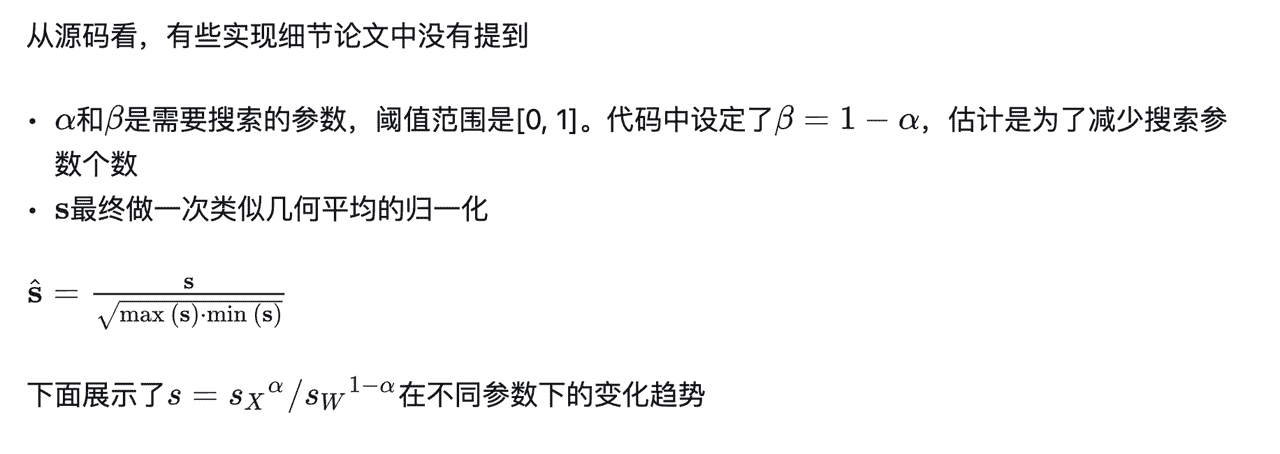 从源码看，有些实现细节论文中没有提到
• α和β是需要搜索的参数，阈值范围是[0, 1]。代码中设定了β = 1 − α，估计是为了减少搜索参
数个数
• s最终做一次类似几何平均的归一化
ŝ = s / √(max (s)·min (s))
下面展示了s = s_X^α/s_W^{1−α}在不同参数下的变化趋势